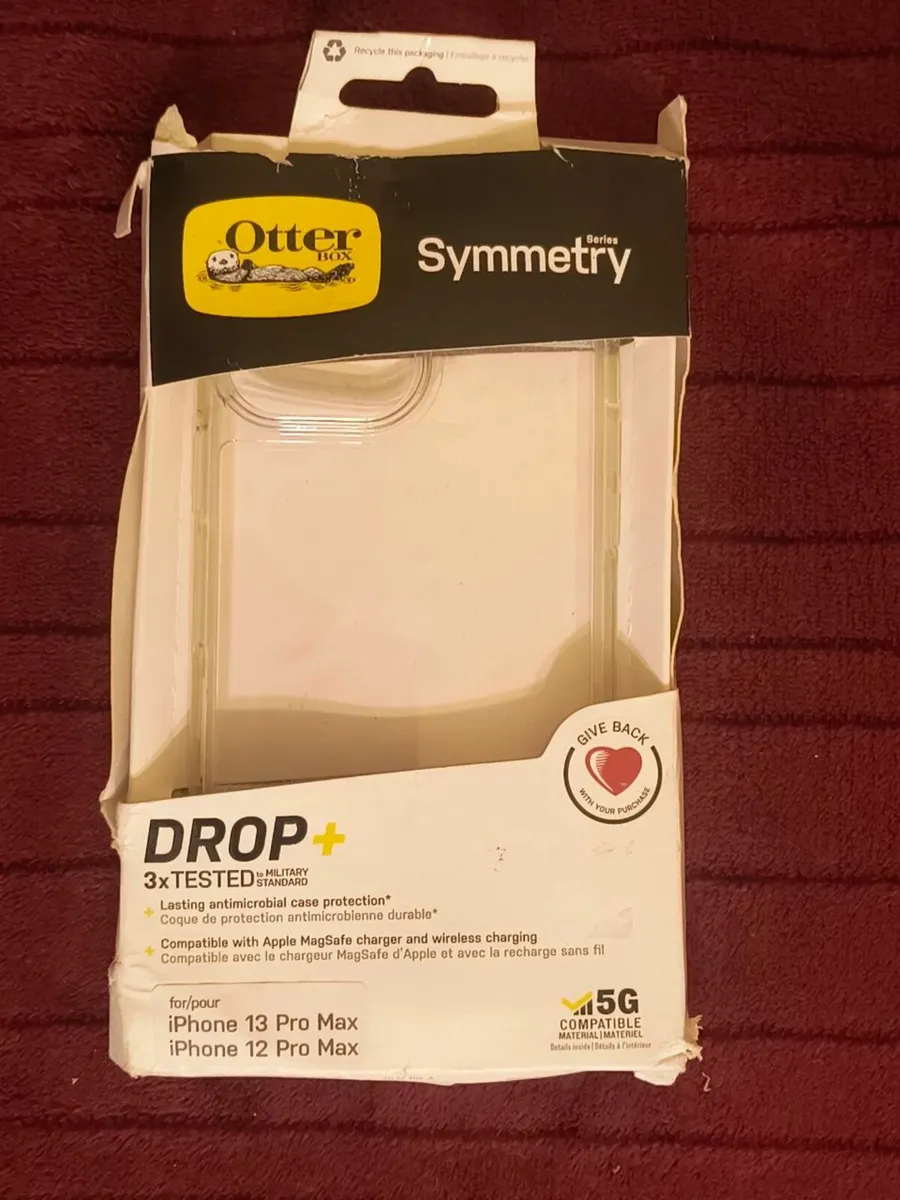 Recycle this packaging | Emballage à recycler
Otter
BOX
Symmetry
Series
GIVE BACK
WITH YOUR PURCHASE
DROP+
3x TESTED to MILITARY STANDARD
+ Lasting antimicrobial case protection*
Coque de protection antimicrobienne durable*
+ Compatible with Apple MagSafe charger and wireless charging
Compatible avec le chargeur MagSafe d'Apple et avec la recharge sans fil
for/pour
iPhone 13 Pro Max
iPhone 12 Pro Max
5G
COMPATIBLE
MATERIAL | MATERIEL
Details inside | Détails à l'intérieur